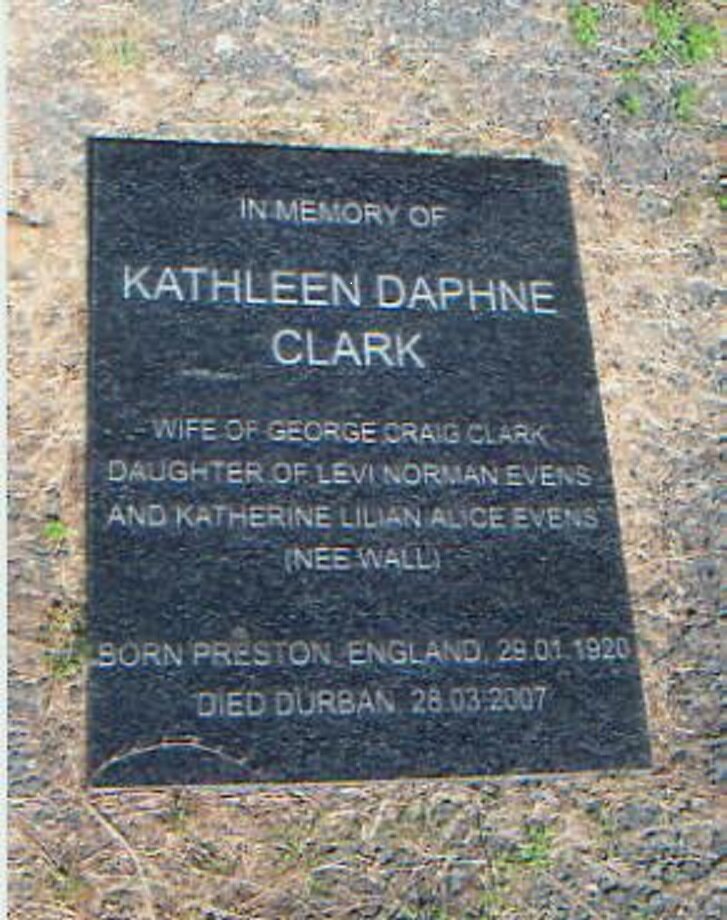 IN MEMORY OF
KATHLEEN DAPHNE
CLARK
WIFE OF GEORGE CRAIG CLARK
DAUGHTER OF LEVI NORMAN EVENS
AND KATHERINE LILIAN ALICE EVENS
(NEE WALL)
BORN PRESTON, ENGLAND, 29.01.1920
DIED DURBAN 28.03.2007